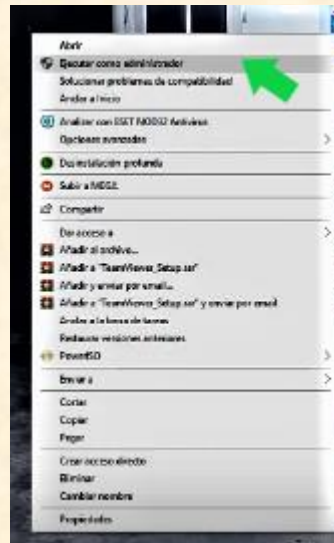 Abrir
Ejecutar como administrador
Solucionar problemas de compatibilidad
Anclar a Inicio
Analizar con ESET NOD32 Antivirus
Opciones avanzadas
Desinstalación profunda
Subir a MEGA
Compartir
Dar acceso a
Añadir al archivo...
Añadir a "TeamViewer_Setup.rar"
Añadir y enviar por email...
Añadir a "TeamViewer_Setup.rar" y enviar por email
Anclar a la barra de tareas
Restaurar versiones anteriores
PowerISO
Enviar a
Cortar
Copiar
Pegar
Crear acceso directo
Eliminar
Cambiar nombre
Propiedades